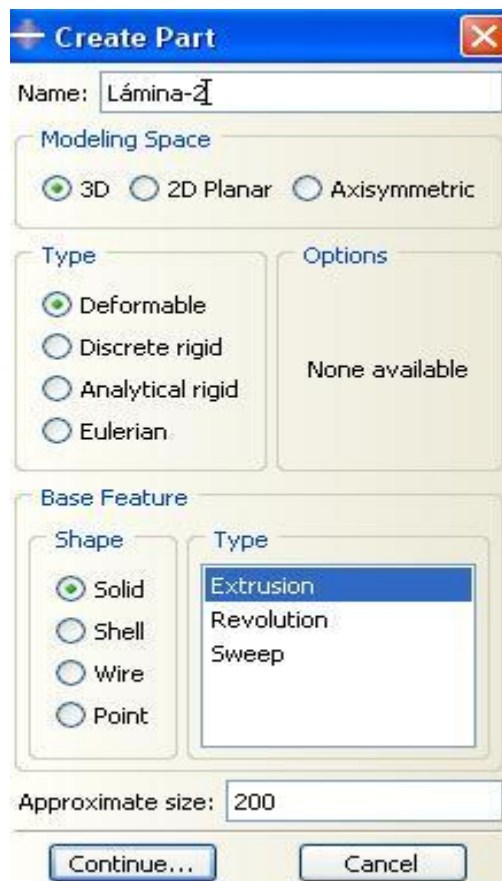 Create Part
Name: Lámina-2
Modeling Space
3D 2D Planar Axisymmetric
Type
Deformable
Discrete rigid
Analytical rigid
Eulerian
Options
None available
Base Feature
Shape
Solid
Shell
Wire
Point
Type
Extrusion
Revolution
Sweep
Approximate size: 200
Continue... Cancel